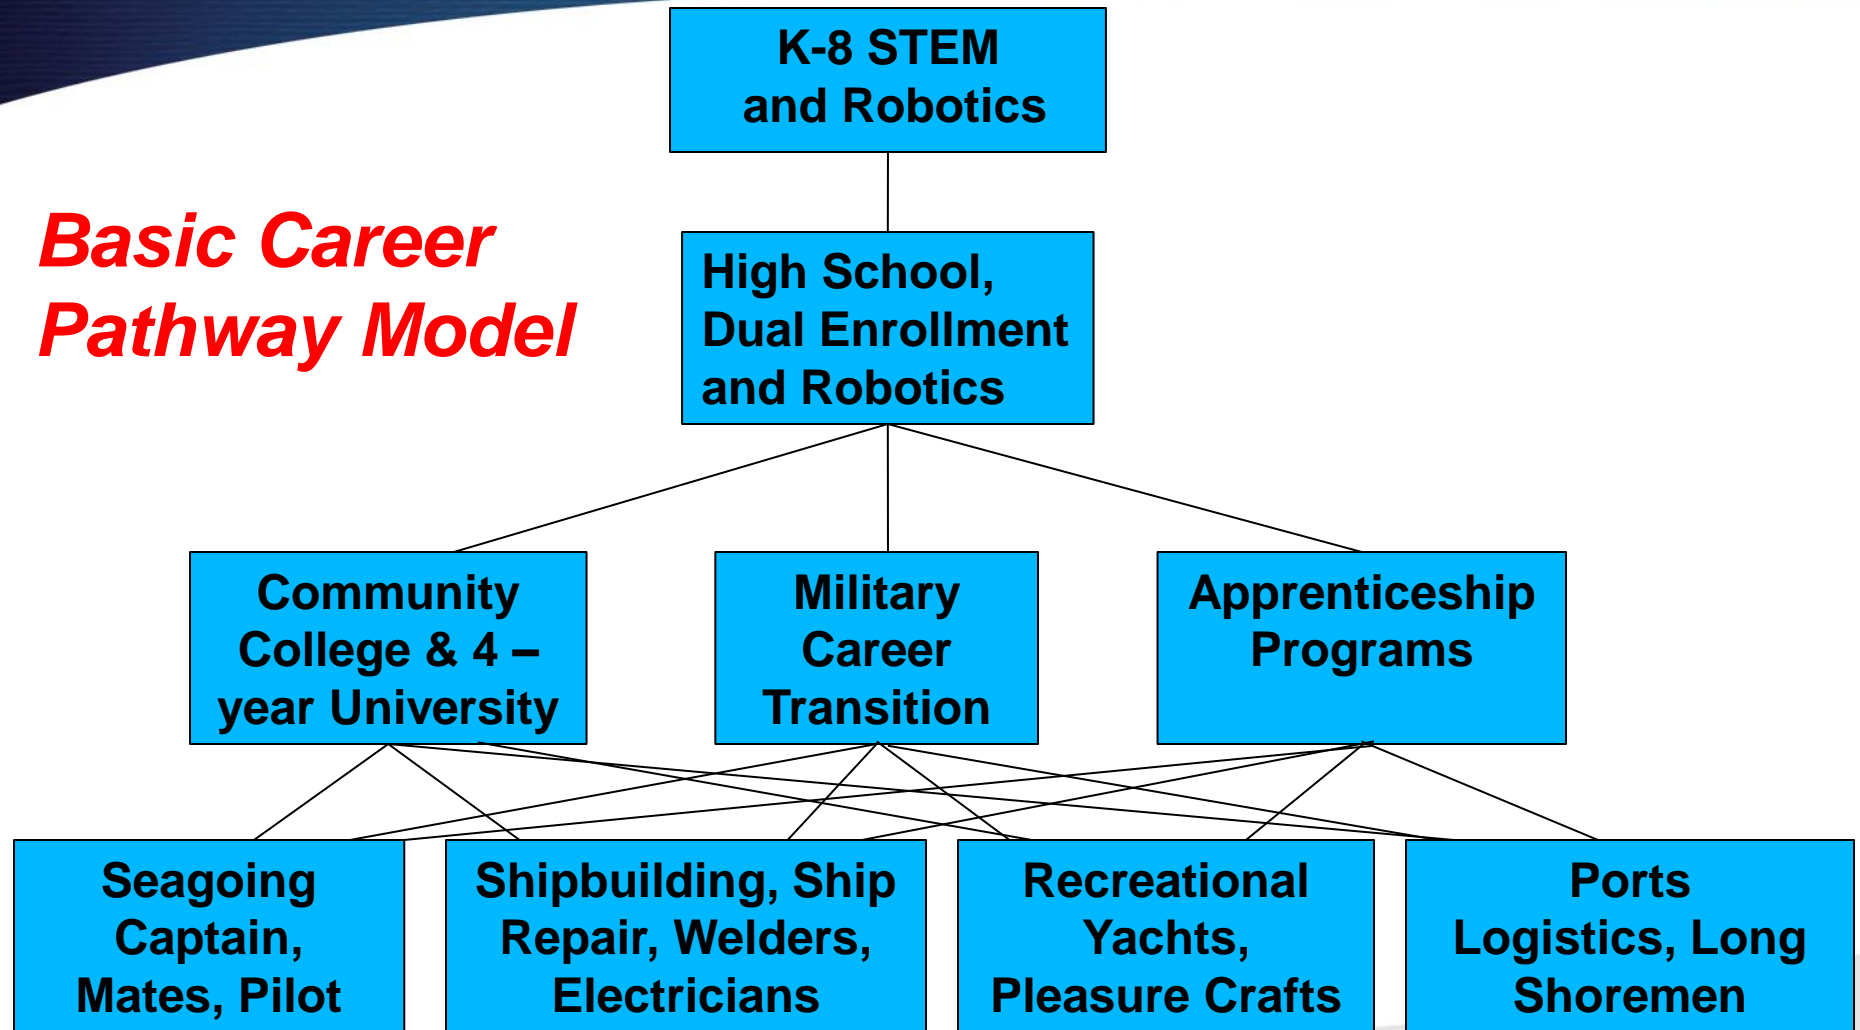 K-8 STEM
and Robotics
Basic Career
Pathway Model
High School,
Dual Enrollment
and Robotics
Community
College & 4 –
year University
Military
Career
Transition
Apprenticeship
Programs
Seagoing
Captain,
Mates, Pilot
Shipbuilding, Ship
Repair, Welders,
Electricians
Recreational
Yachts,
Pleasure Crafts
Ports
Logistics, Long
Shoremen